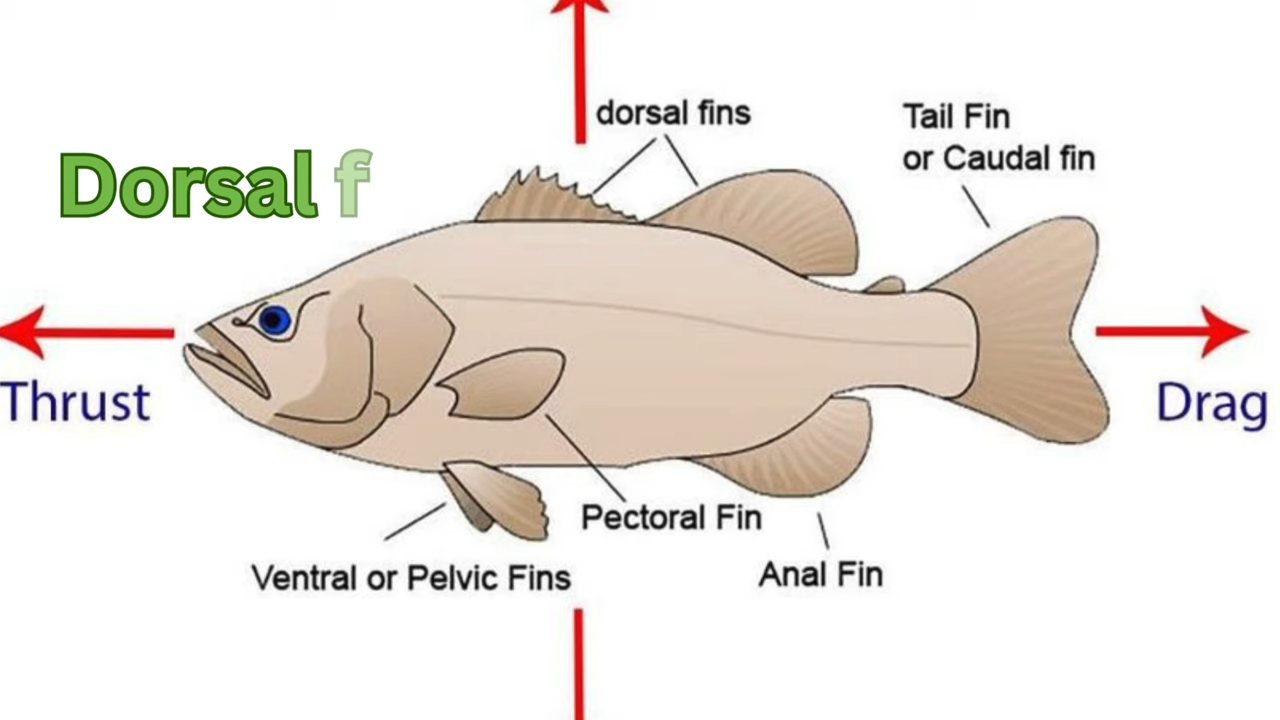 dorsal fins
Tail Fin
or Caudal fin
Dorsal f
Thrust
Drag
Pectoral Fin
Ventral or Pelvic Fins
Anal Fin